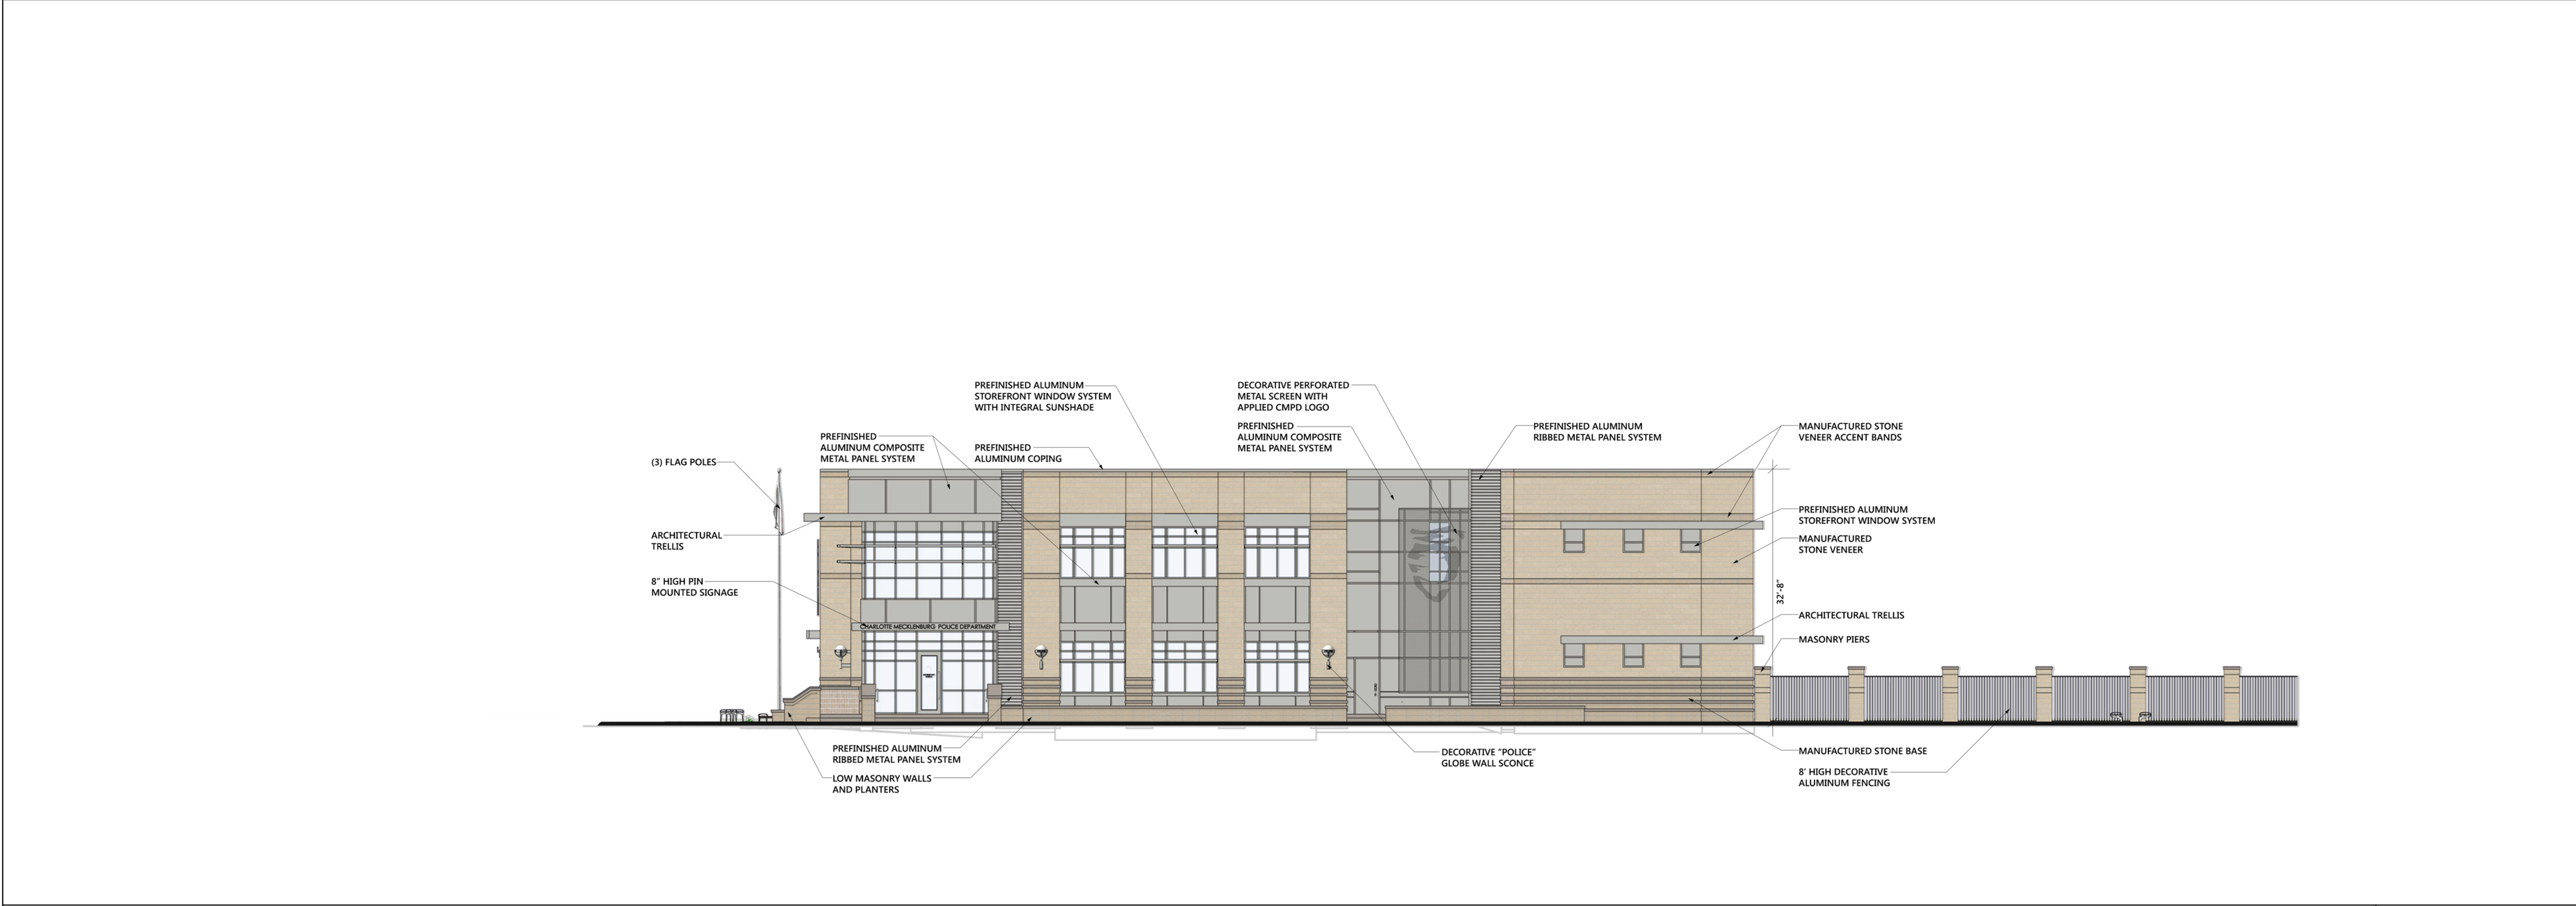 PREFINISHED ALUMINUM
STOREFRONT WINDOW SYSTEM
WITH INTEGRAL SUNSHADE
DECORATIVE PERFORATED
METAL SCREEN WITH
APPLIED CMPD LOGO
PREFINISHED
ALUMINUM COMPOSITE
METAL PANEL SYSTEM
PREFINISHED
ALUMINUM COPING
PREFINISHED
ALUMINUM COMPOSITE
METAL PANEL SYSTEM
PREFINISHED ALUMINUM
RIBBED METAL PANEL SYSTEM
MANUFACTURED STONE
VENEER ACCENT BANDS
(3) FLAG POLES
ARCHITECTURAL
TRELLIS
8" HIGH PIN
MOUNTED SIGNAGE
PREFINISHED ALUMINUM
STOREFRONT WINDOW SYSTEM
MANUFACTURED
STONE VENEER
32'-8"
ARCHITECTURAL TRELLIS
MASONRY PIERS
CHARLOTTE MECKLENBURG POLICE DEPARTMENT
PREFINISHED ALUMINUM
RIBBED METAL PANEL SYSTEM
LOW MASONRY WALLS
AND PLANTERS
DECORATIVE "POLICE"
GLOBE WALL SCONCE
MANUFACTURED STONE BASE
8' HIGH DECORATIVE
ALUMINUM FENCING